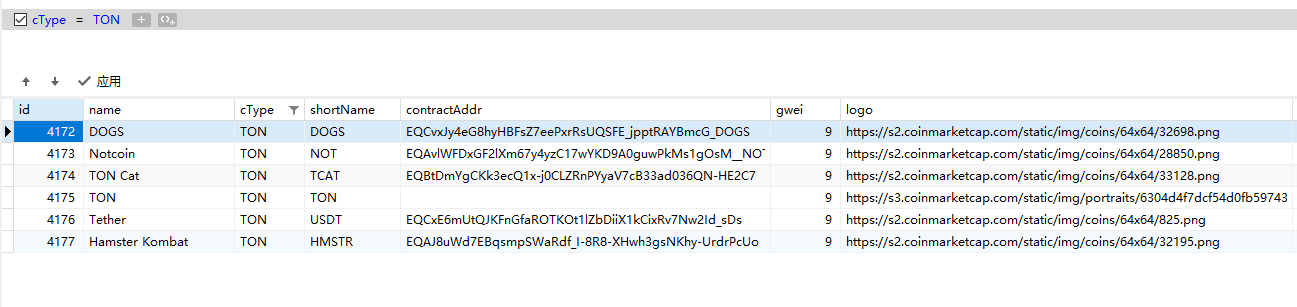 cType = TON
应用
id name cType shortName contractAddr gwei logo
4172 DOGS TON DOGS EQCvxJy4eG8hyHBFsZ7eePxrRsUQSFE_jpptRAYBmcG_DOGS 9 https://s2.coinmarketcap.com/static/img/coins/64x64/32698.png
4173 Notcoin TON NOT EQAvlWFDxGF2lXm67y4yzC17wYKD9A0guwPkMs1gOsM__NOT 9 https://s2.coinmarketcap.com/static/img/coins/64x64/28850.png
4174 TON Cat TON TCAT EQBtDmYgCKk3ecQ1x-j0CLZRnPYyaV7cB33ad036QN-HE2C7 9 https://s2.coinmarketcap.com/static/img/coins/64x64/33128.png
4175 TON TON TON 9 https://s3.coinmarketcap.com/static/img/portraits/6304d4f7dcf54d0fb59743
4176 Tether TON USDT EQCxE6mUtQJKFnGfaROTKOt1lZbDiiX1kCixRv7Nw2Id_sDs 9 https://s2.coinmarketcap.com/static/img/coins/64x64/825.png
4177 Hamster Kombat TON HMSTR EQAJ8uWd7EBqsmpSWaRdf_I-8R8-XHwh3gsNKhy-UrdrPcUo 9 https://s2.coinmarketcap.com/static/img/coins/64x64/32195.png